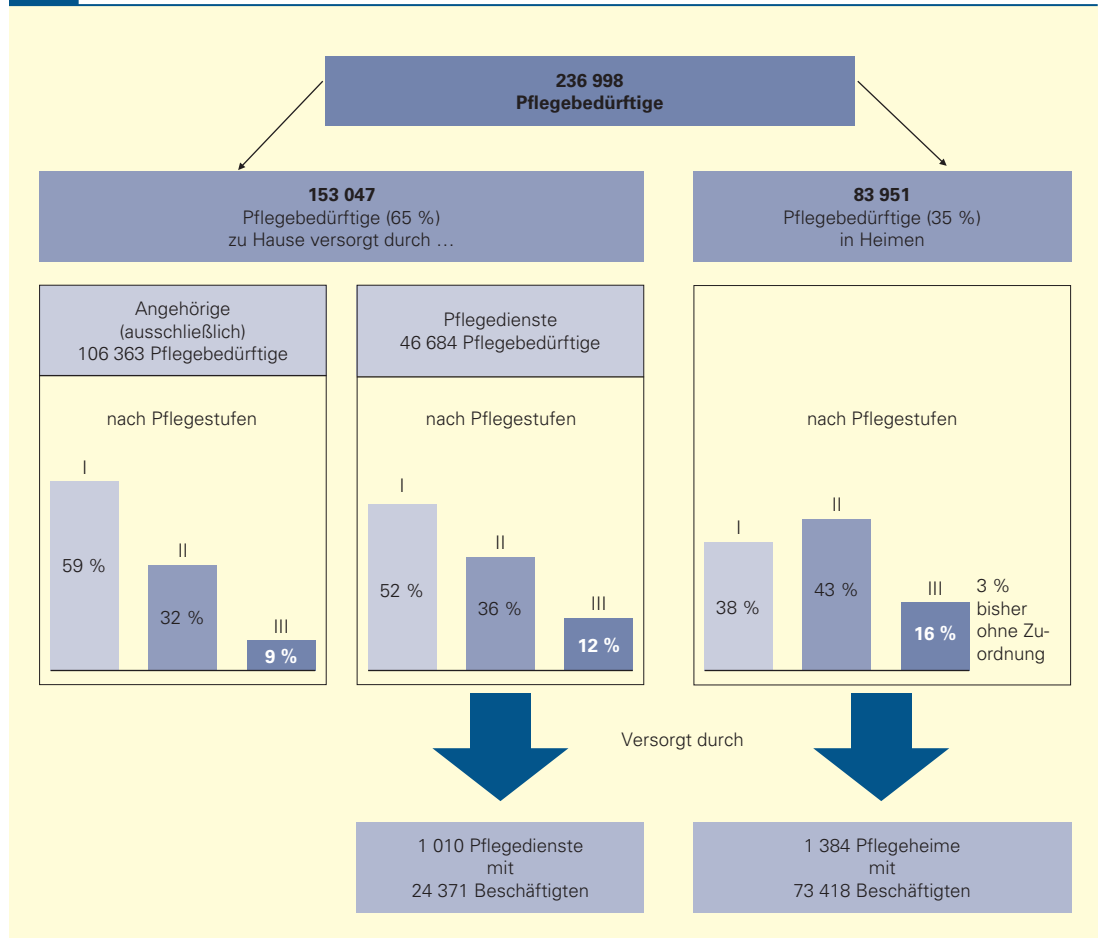 236 998
Pflegebedürftige
153 047
Pflegebedürftige (65 %)
zu Hause versorgt durch …
83 951
Pflegebedürftige (35 %)
in Heimen
Angehörige
(ausschließlich)
106 363 Pflegebedürftige
nach Pflegestufen
I
59 %
II
32 %
III
9 %
Pflegedienste
46 684 Pflegebedürftige
nach Pflegestufen
I
52 %
II
36 %
III
12 %
nach Pflegestufen
I
38 %
II
43 %
III
16 %
3 %
bisher
ohne Zu-
ordnung
Versorgt durch
1 010 Pflegedienste
mit
24 371 Beschäftigten
1 384 Pflegeheime
mit
73 418 Beschäftigten